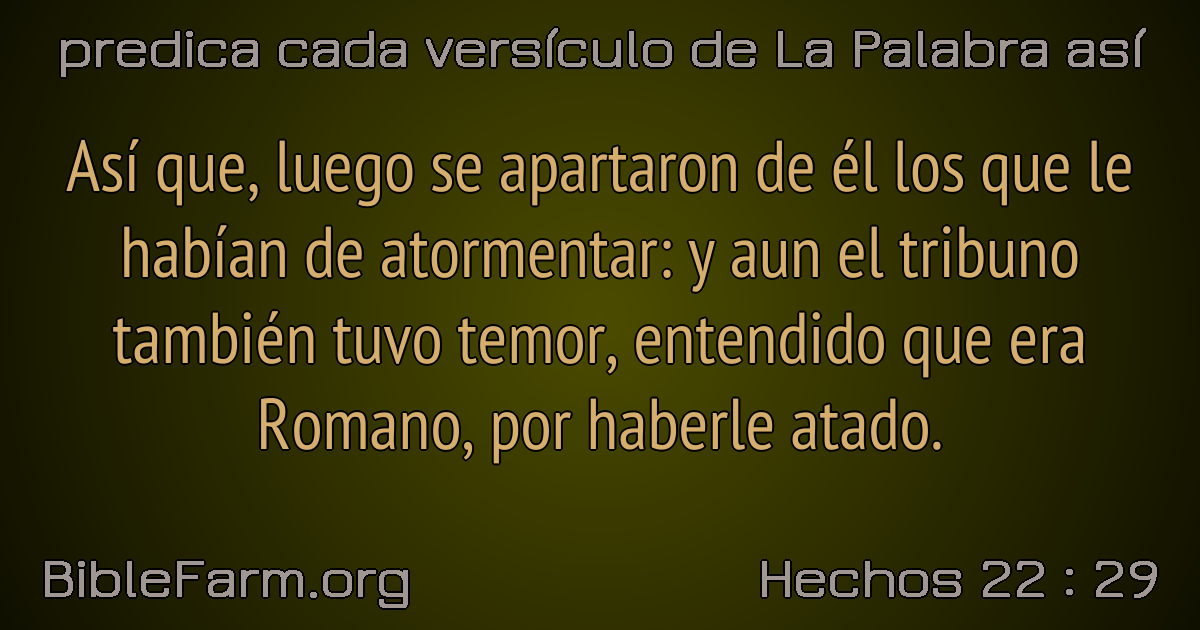 predica cada versículo de La Palabra así
Así que, luego se apartaron de él los que le
habían de atormentar: y aun el tribuno
también tuvo temor, entendido que era
Romano, por haberle atado.
BibleFarm.org
Hechos 22 : 29